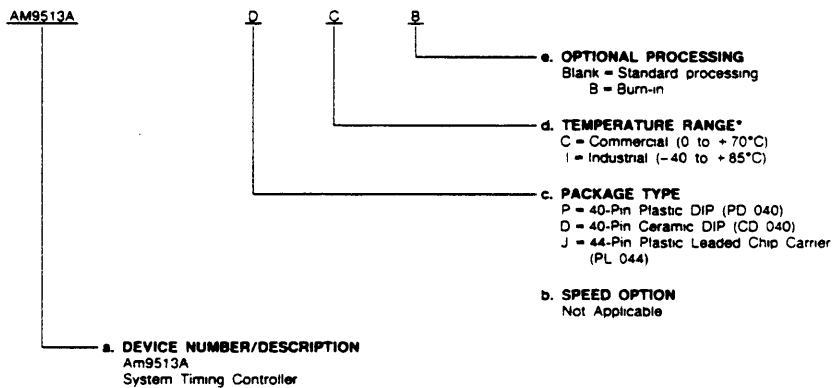 AM9513A D C B
e. OPTIONAL PROCESSING
Blank = Standard processing
B = Burn-in
d. TEMPERATURE RANGE*
C = Commercial (0 to +70°C)
I = Industrial (-40 to +85°C)
c. PACKAGE TYPE
P = 40-Pin Plastic DIP (PD 040)
D = 40-Pin Ceramic DIP (CD 040)
J = 44-Pin Plastic Leaded Chip Carrier
(PL 044)
b. SPEED OPTION
Not Applicable
a. DEVICE NUMBER/DESCRIPTION
Am9513A
System Timing Controller